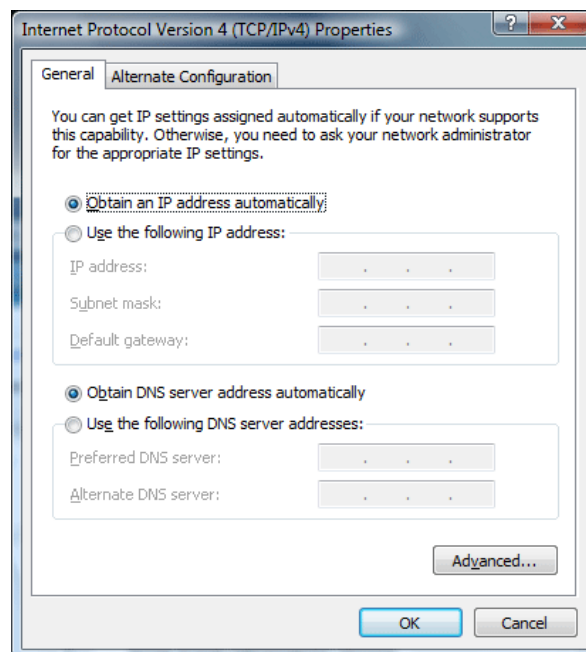 Internet Protocol Version 4 (TCP/IPv4) Properties
?
X
General
Alternate Configuration
You can get IP settings assigned automatically if your network supports
this capability. Otherwise, you need to ask your network administrator
for the appropriate IP settings.
Obtain an IP address automatically
Use the following IP address:
IP address:
Subnet mask:
Default gateway:
Obtain DNS server address automatically
Use the following DNS server addresses:
Preferred DNS server:
Alternate DNS server:
Advanced...
OK
Cancel